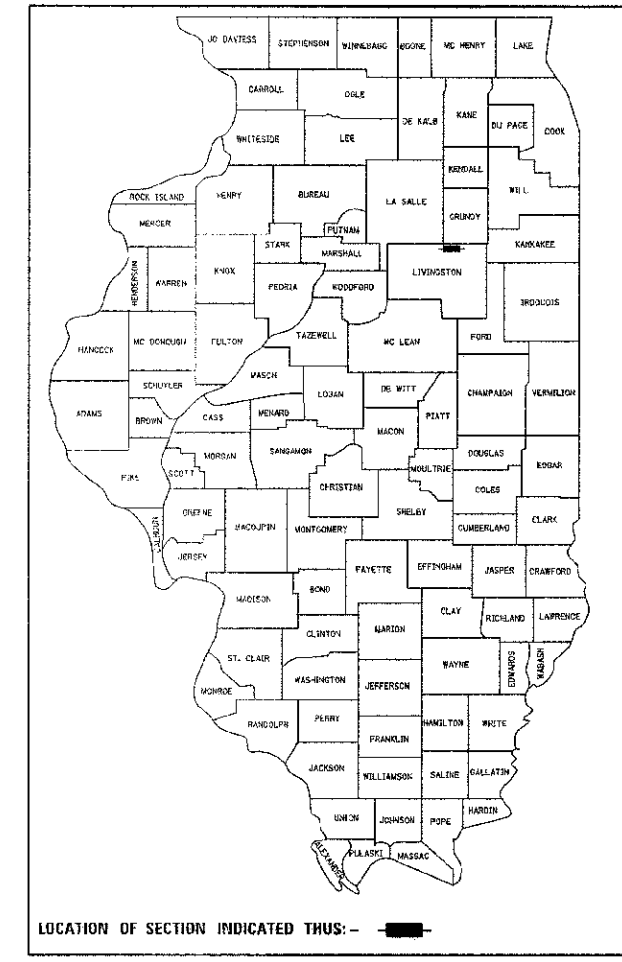 JO DAVIESS
STEPHENSON
WINNEBAGO
BOONE
MC HENRY
LAKE
CARROLL
OGLE
DE KALB
KANE
DU PAGE
COOK
WHITESIDE
LEE
KENDALL
WILL
ROCK ISLAND
HENRY
BUREAU
LA SALLE
GRUNDY
MERCER
PUTNAM
KANKAKEE
STARK
MARSHALL
HENDERSON
WARREN
KNOX
PEORIA
WOODFORD
LIVINGSTON
IROQUOIS
HANCOCK
MC DONOUGH
FULTON
TAZEWELL
MC LEAN
FORD
MASON
SCHUYLER
LOGAN
DE WITT
CHAMPAIGN
VERMILION
ADAMS
BROWN
CASS
MENARD
PIATT
MACON
MORGAN
SANGAMON
DOUGLAS
EDGAR
PIKE
SCOTT
CHRISTIAN
MOULTRIE
COLES
SHELBY
GREENE
MACOUPIN
MONTGOMERY
CUMBERLAND
CLARK
CALHOUN
JERSEY
FAYETTE
EFFINGHAM
JASPER
CRAWFORD
MADISON
BOND
CLAY
RICHLAND
LAWRENCE
CLINTON
MARION
ST. CLAIR
WAYNE
EDWARDS
WABASH
WASHINGTON
JEFFERSON
MONROE
RANDOLPH
PERRY
HAMILTON
WHITE
FRANKLIN
JACKSON
WILLIAMSON
SALINE
GALLATIN
UNION
JOHNSON
POPE
HARDIN
ALEXANDER
PULASKI
MASSAC
LOCATION OF SECTION INDICATED THUS:-